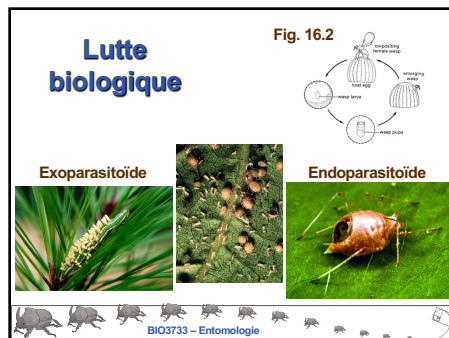 Lutte
biologique
Fig. 16.2
ovipositing
female wasp
host egg
emerging
wasp
wasp larva
wasp pupa
Exoparasitoïde
Endoparasitoïde
BIO3733 – Entomologie